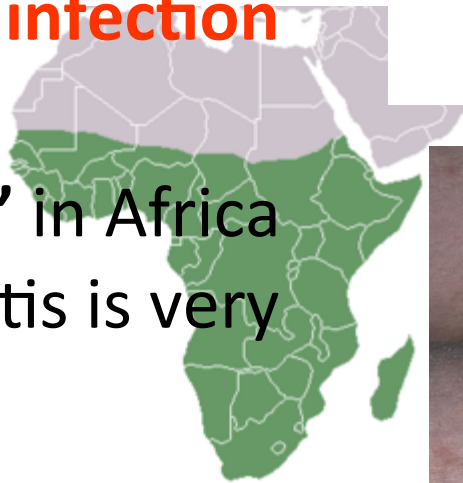 infection
” in Africa
tis is very